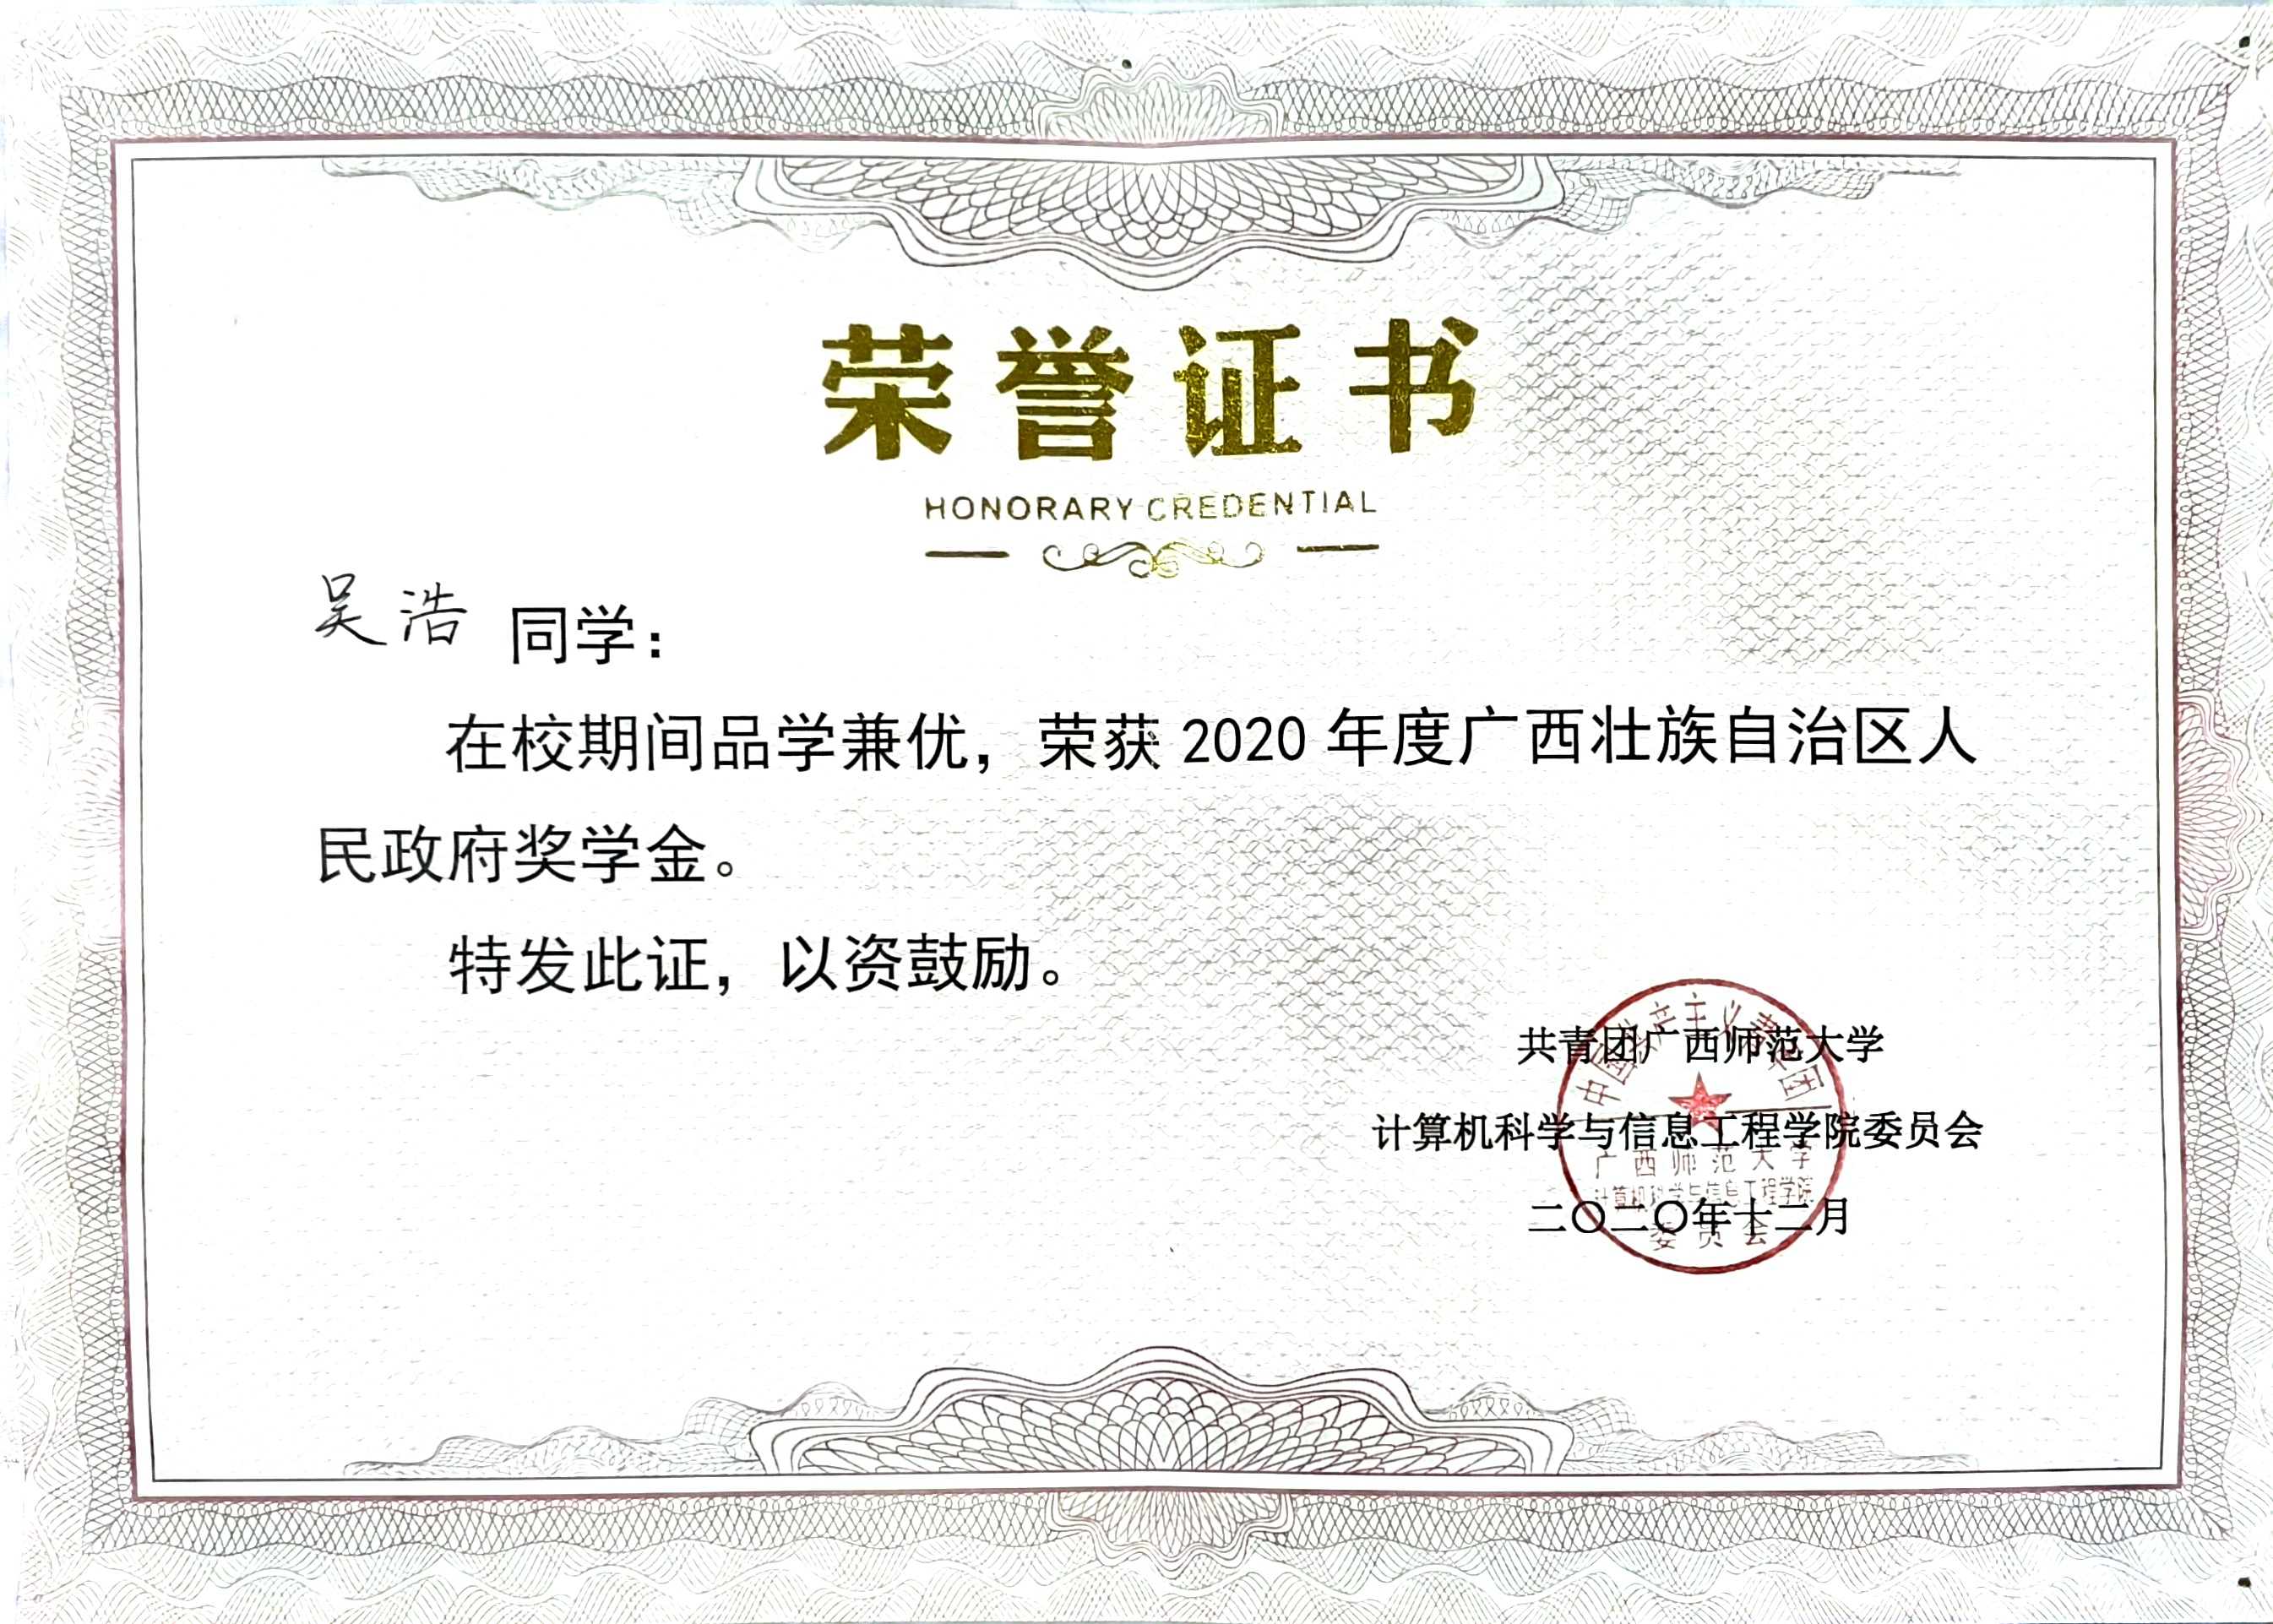 荣誉证书
HONORARY CREDENTIAL
吴浩 同学：
在校期间品学兼优，荣获 2020 年度广西壮族自治区人
民政府奖学金。
特发此证，以资鼓励。
共青团广西师范大学
计算机科学与信息工程学院委员会
二〇二〇年十二月
中国共产主义青年团
广西师范大学
计算机科学与信息工程学院
委员会